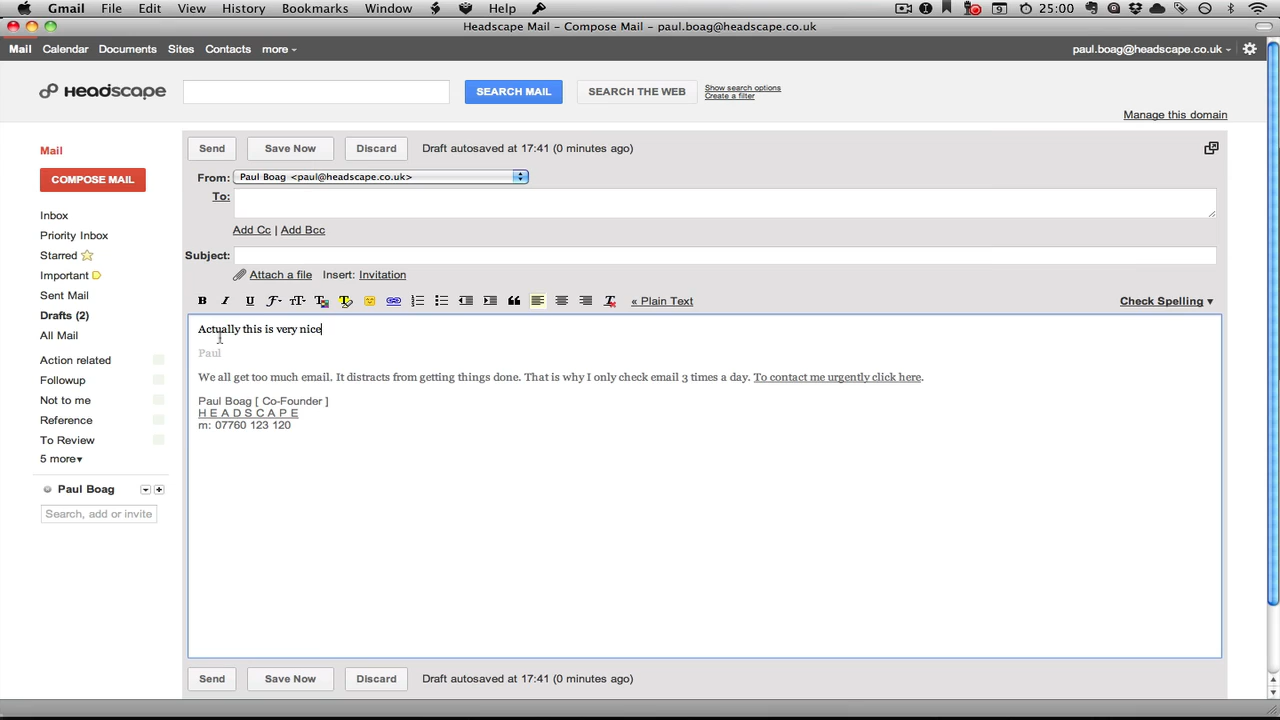 Gmail File Edit View History Bookmarks Window Help 9 25:00
Headscape Mail – Compose Mail – paul.boag@headscape.co.uk
Mail Calendar Documents Sites Contacts more paul.boag@headscape.co.uk
Headscape SEARCH MAIL SEARCH THE WEB Show search options
Create a filter
Manage this domain
Mail
COMPOSE MAIL
Inbox
Priority Inbox
Starred
Important
Sent Mail
Drafts (2)
All Mail
Action related
Followup
Not to me
Reference
To Review
5 more▾
Paul Boag
Search, add or invite
Send Save Now Discard Draft autosaved at 17:41 (0 minutes ago)
From: Paul Boag <paul@headscape.co.uk>
To:
Add Cc | Add Bcc
Subject:
Attach a file Insert: Invitation
B I U « Plain Text Check Spelling ▾
Actually this is very nice
Paul
We all get too much email. It distracts from getting things done. That is why I only check email 3 times a day. To contact me urgently click here.
Paul Boag [ Co-Founder ]
H E A D S C A P E
m: 07760 123 120
Send Save Now Discard Draft autosaved at 17:41 (0 minutes ago)